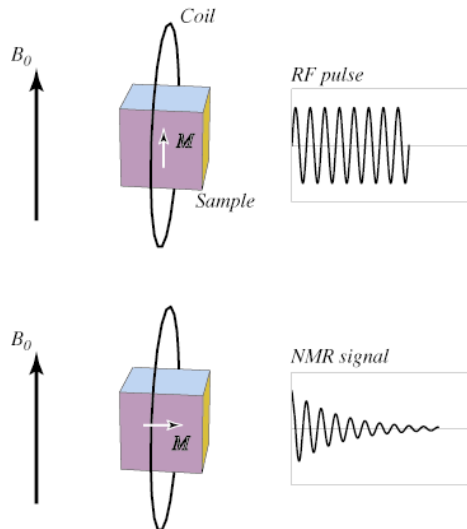 Coil
B0
RF pulse
M
Sample
B0
NMR signal
M